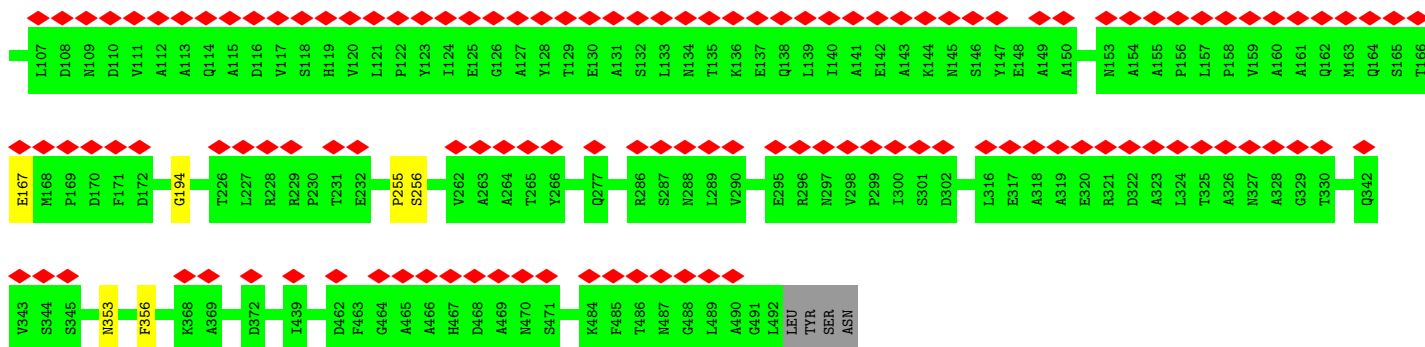 L107 D108 N109 D110 V111 A112 A113 Q114 A115 D116 V117 S118 H119 V120 L121 P122 Y123 I124 E125 G126 A127 Y128 T129 E130 A131 S132 L133 N134 T135 K136 E137 Q138 L139 I140 A141 E142 A143 K144 N145 S146 Y147 E148 A149 A150 N153 A154 A155 P156 L157 P158 V159 A160 A161 Q162 M163 Q164 S165 T166
E167 M168 P169 D170 F171 D172 G194 T226 L227 R228 R229 P230 T231 E232 P255 S256 V262 A263 A264 T265 Y266 Q277 R286 S287 N288 L289 V290 E295 R296 N297 V298 P299 I300 S301 D302 L316 E317 A318 A319 E320 R321 D322 A323 L324 T325 A326 N327 A328 G329 T330 Q342
V343 S344 S345 N353 F356 K368 A369 D372 I439 D462 F463 G464 A465 A466 H467 D468 A469 N470 S471 K484 F485 T486 N487 G488 L489 A490 G491 L492 LEU TYR SER ASN